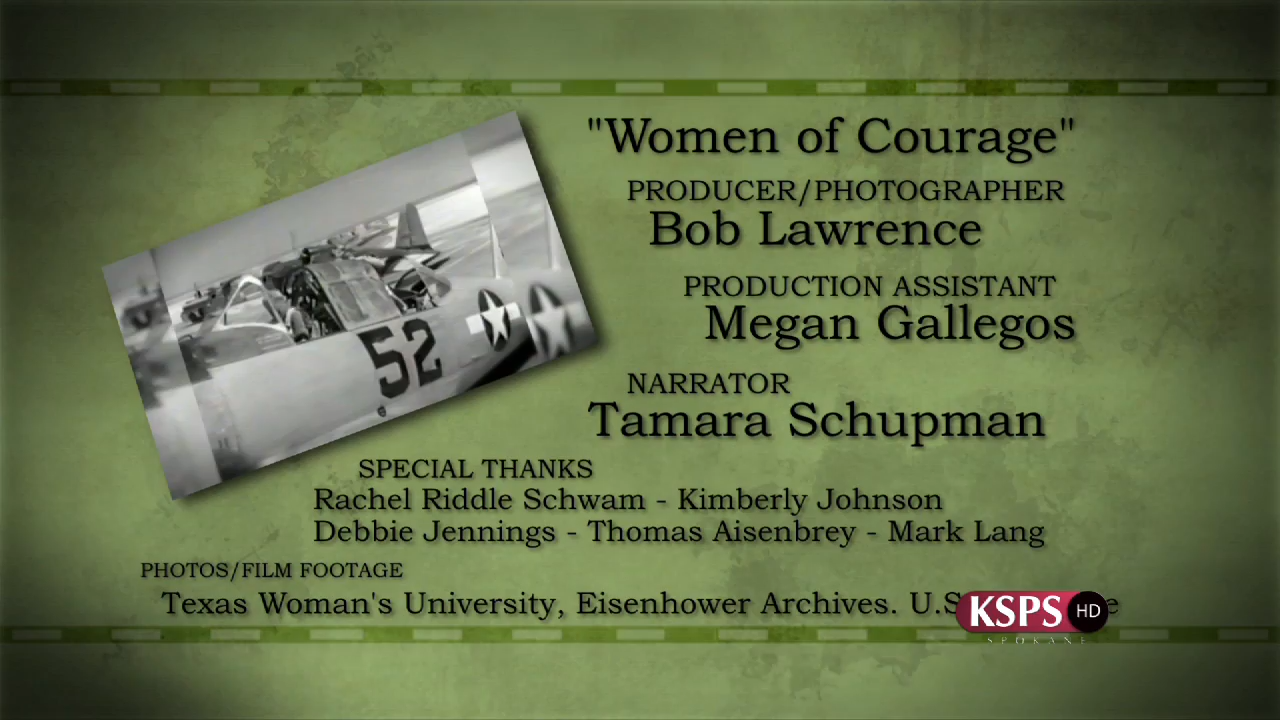 "Women of Courage"
PRODUCER/PHOTOGRAPHER
Bob Lawrence
PRODUCTION ASSISTANT
Megan Gallegos
NARRATOR
Tamara Schupman
SPECIAL THANKS
Rachel Riddle Schwam - Kimberly Johnson
Debbie Jennings - Thomas Aisenbrey - Mark Lang
PHOTOS/FILM FOOTAGE
Texas Woman's University, Eisenhower Archives.
KSPS HD
SPOKANE
52